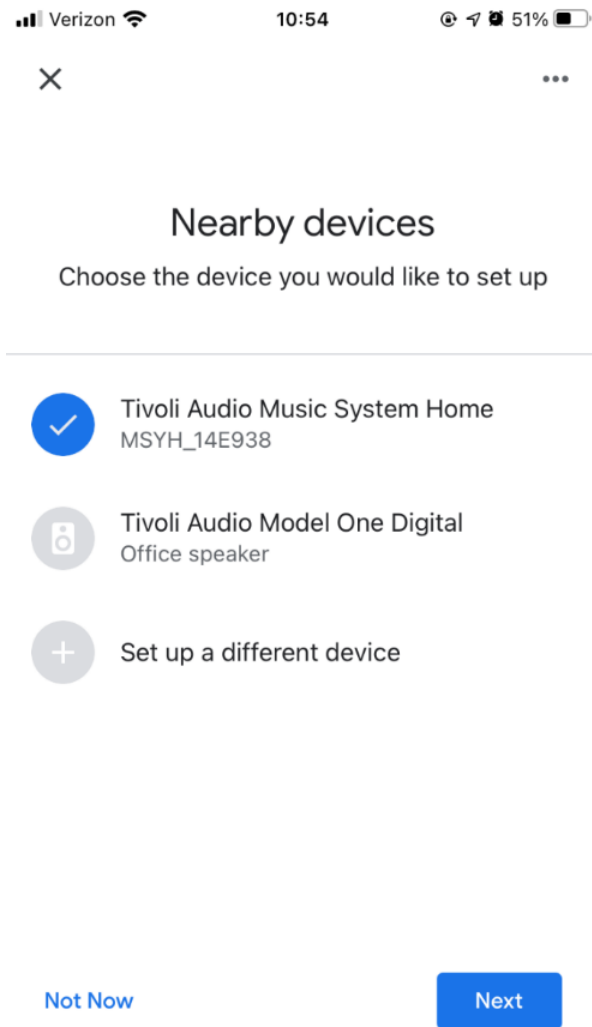 Verizon 10:54 51%
Nearby devices
Choose the device you would like to set up
Tivoli Audio Music System Home
MSYH_14E938
Tivoli Audio Model One Digital
Office speaker
Set up a different device
Not Now Next